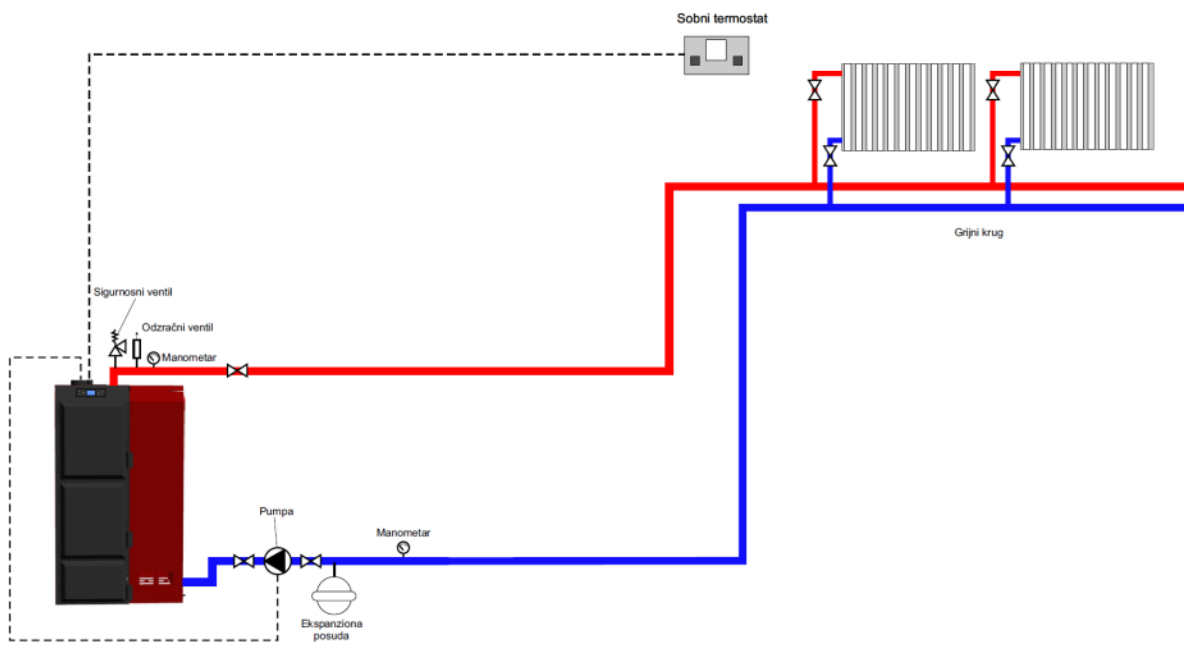 Sobni termostat
Grijni krug
Sigurnosni ventil
Odzračni ventil
Manometar
Pumpa
Manometar
Ekspanziona
posuda